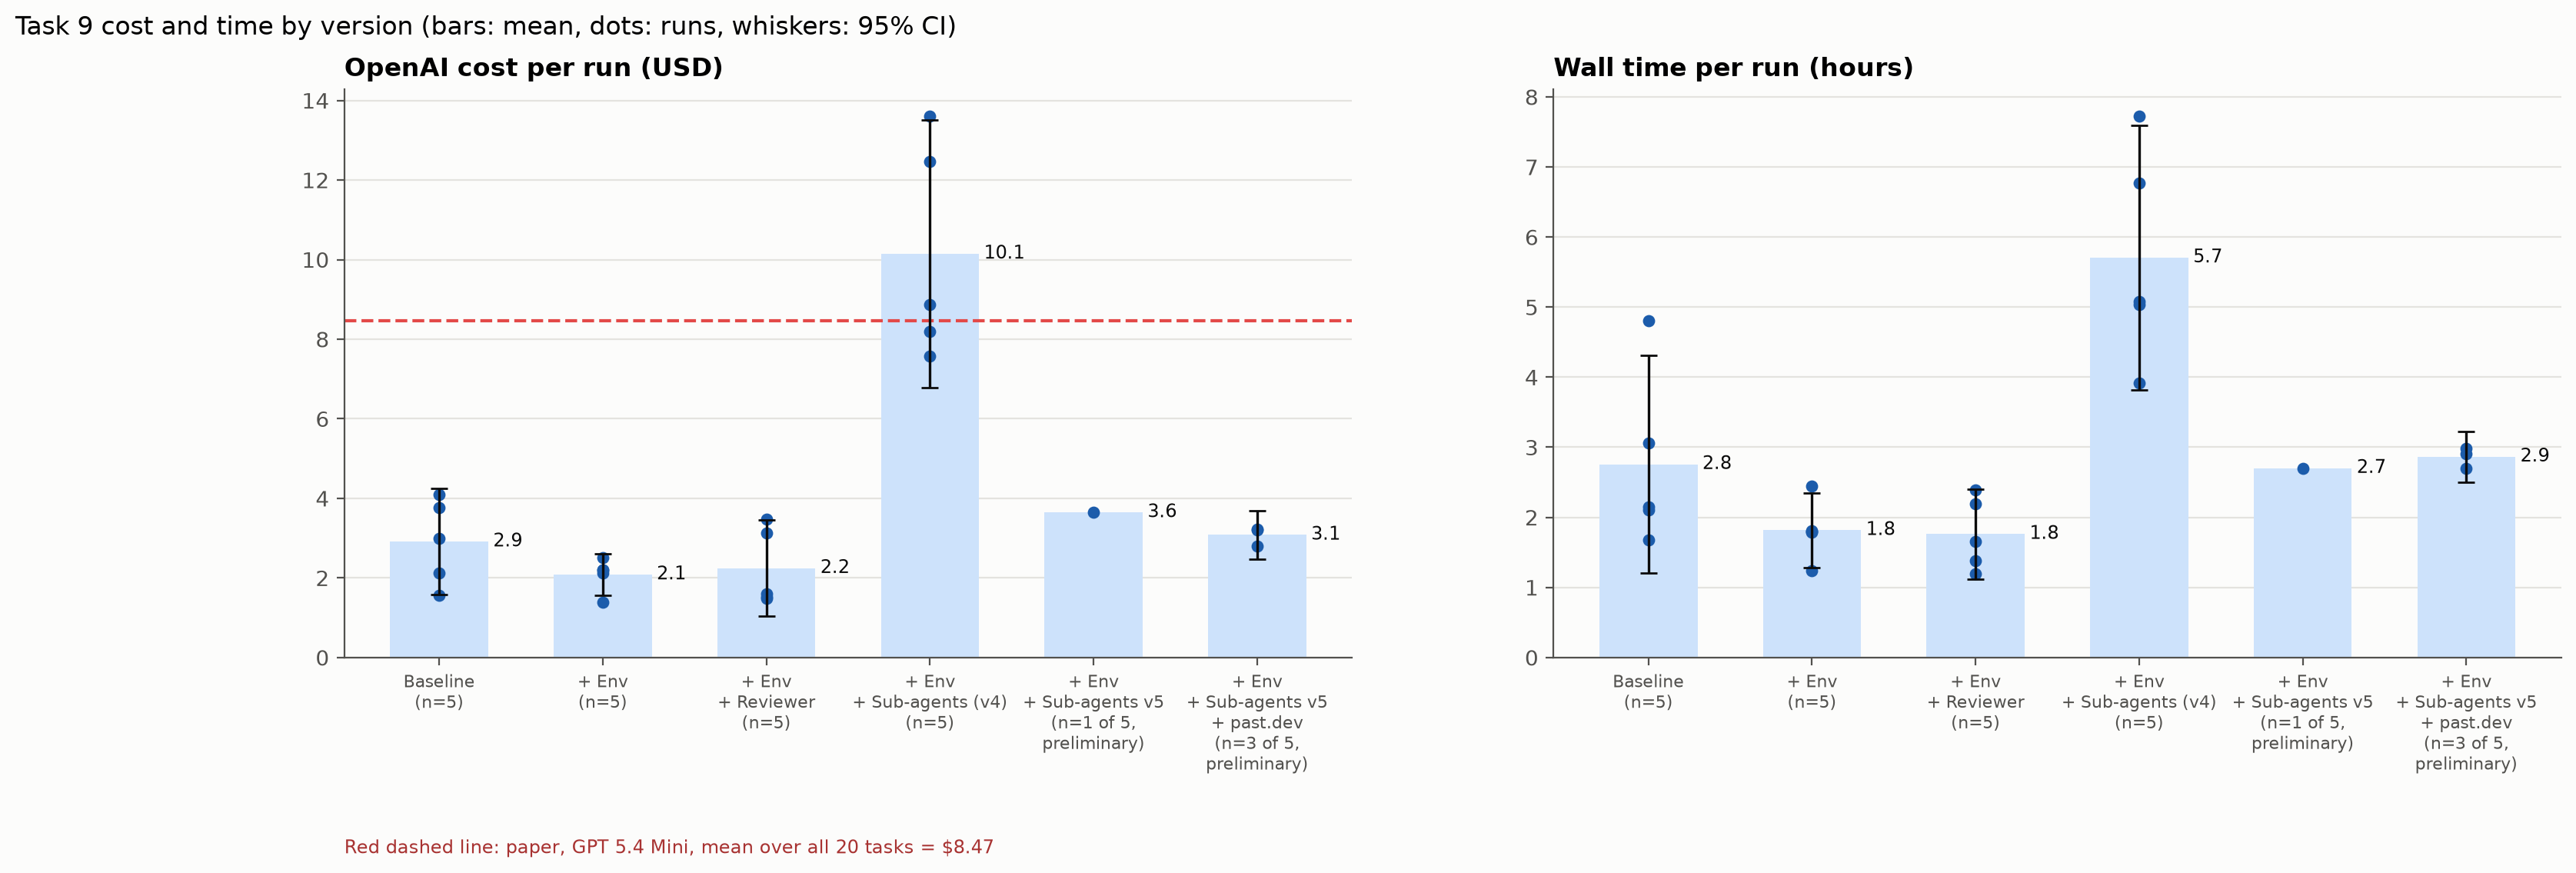 Task 9 cost and time by version (bars: mean, dots: runs, whiskers: 95% CI)
OpenAI cost per run (USD)
14
12
10
8
6
4
2
0
2.9
2.1
2.2
10.1
3.6
3.1
Baseline
(n=5)
+ Env
(n=5)
+ Env
+ Reviewer
(n=5)
+ Env
+ Sub-agents (v4)
(n=5)
+ Env
+ Sub-agents v5
(n=1 of 5,
preliminary)
+ Env
+ Sub-agents v5
+ past.dev
(n=3 of 5,
preliminary)
Red dashed line: paper, GPT 5.4 Mini, mean over all 20 tasks = $8.47
Wall time per run (hours)
8
7
6
5
4
3
2
1
0
2.8
1.8
1.8
5.7
2.7
2.9
Baseline
(n=5)
+ Env
(n=5)
+ Env
+ Reviewer
(n=5)
+ Env
+ Sub-agents (v4)
(n=5)
+ Env
+ Sub-agents v5
(n=1 of 5,
preliminary)
+ Env
+ Sub-agents v5
+ past.dev
(n=3 of 5,
preliminary)